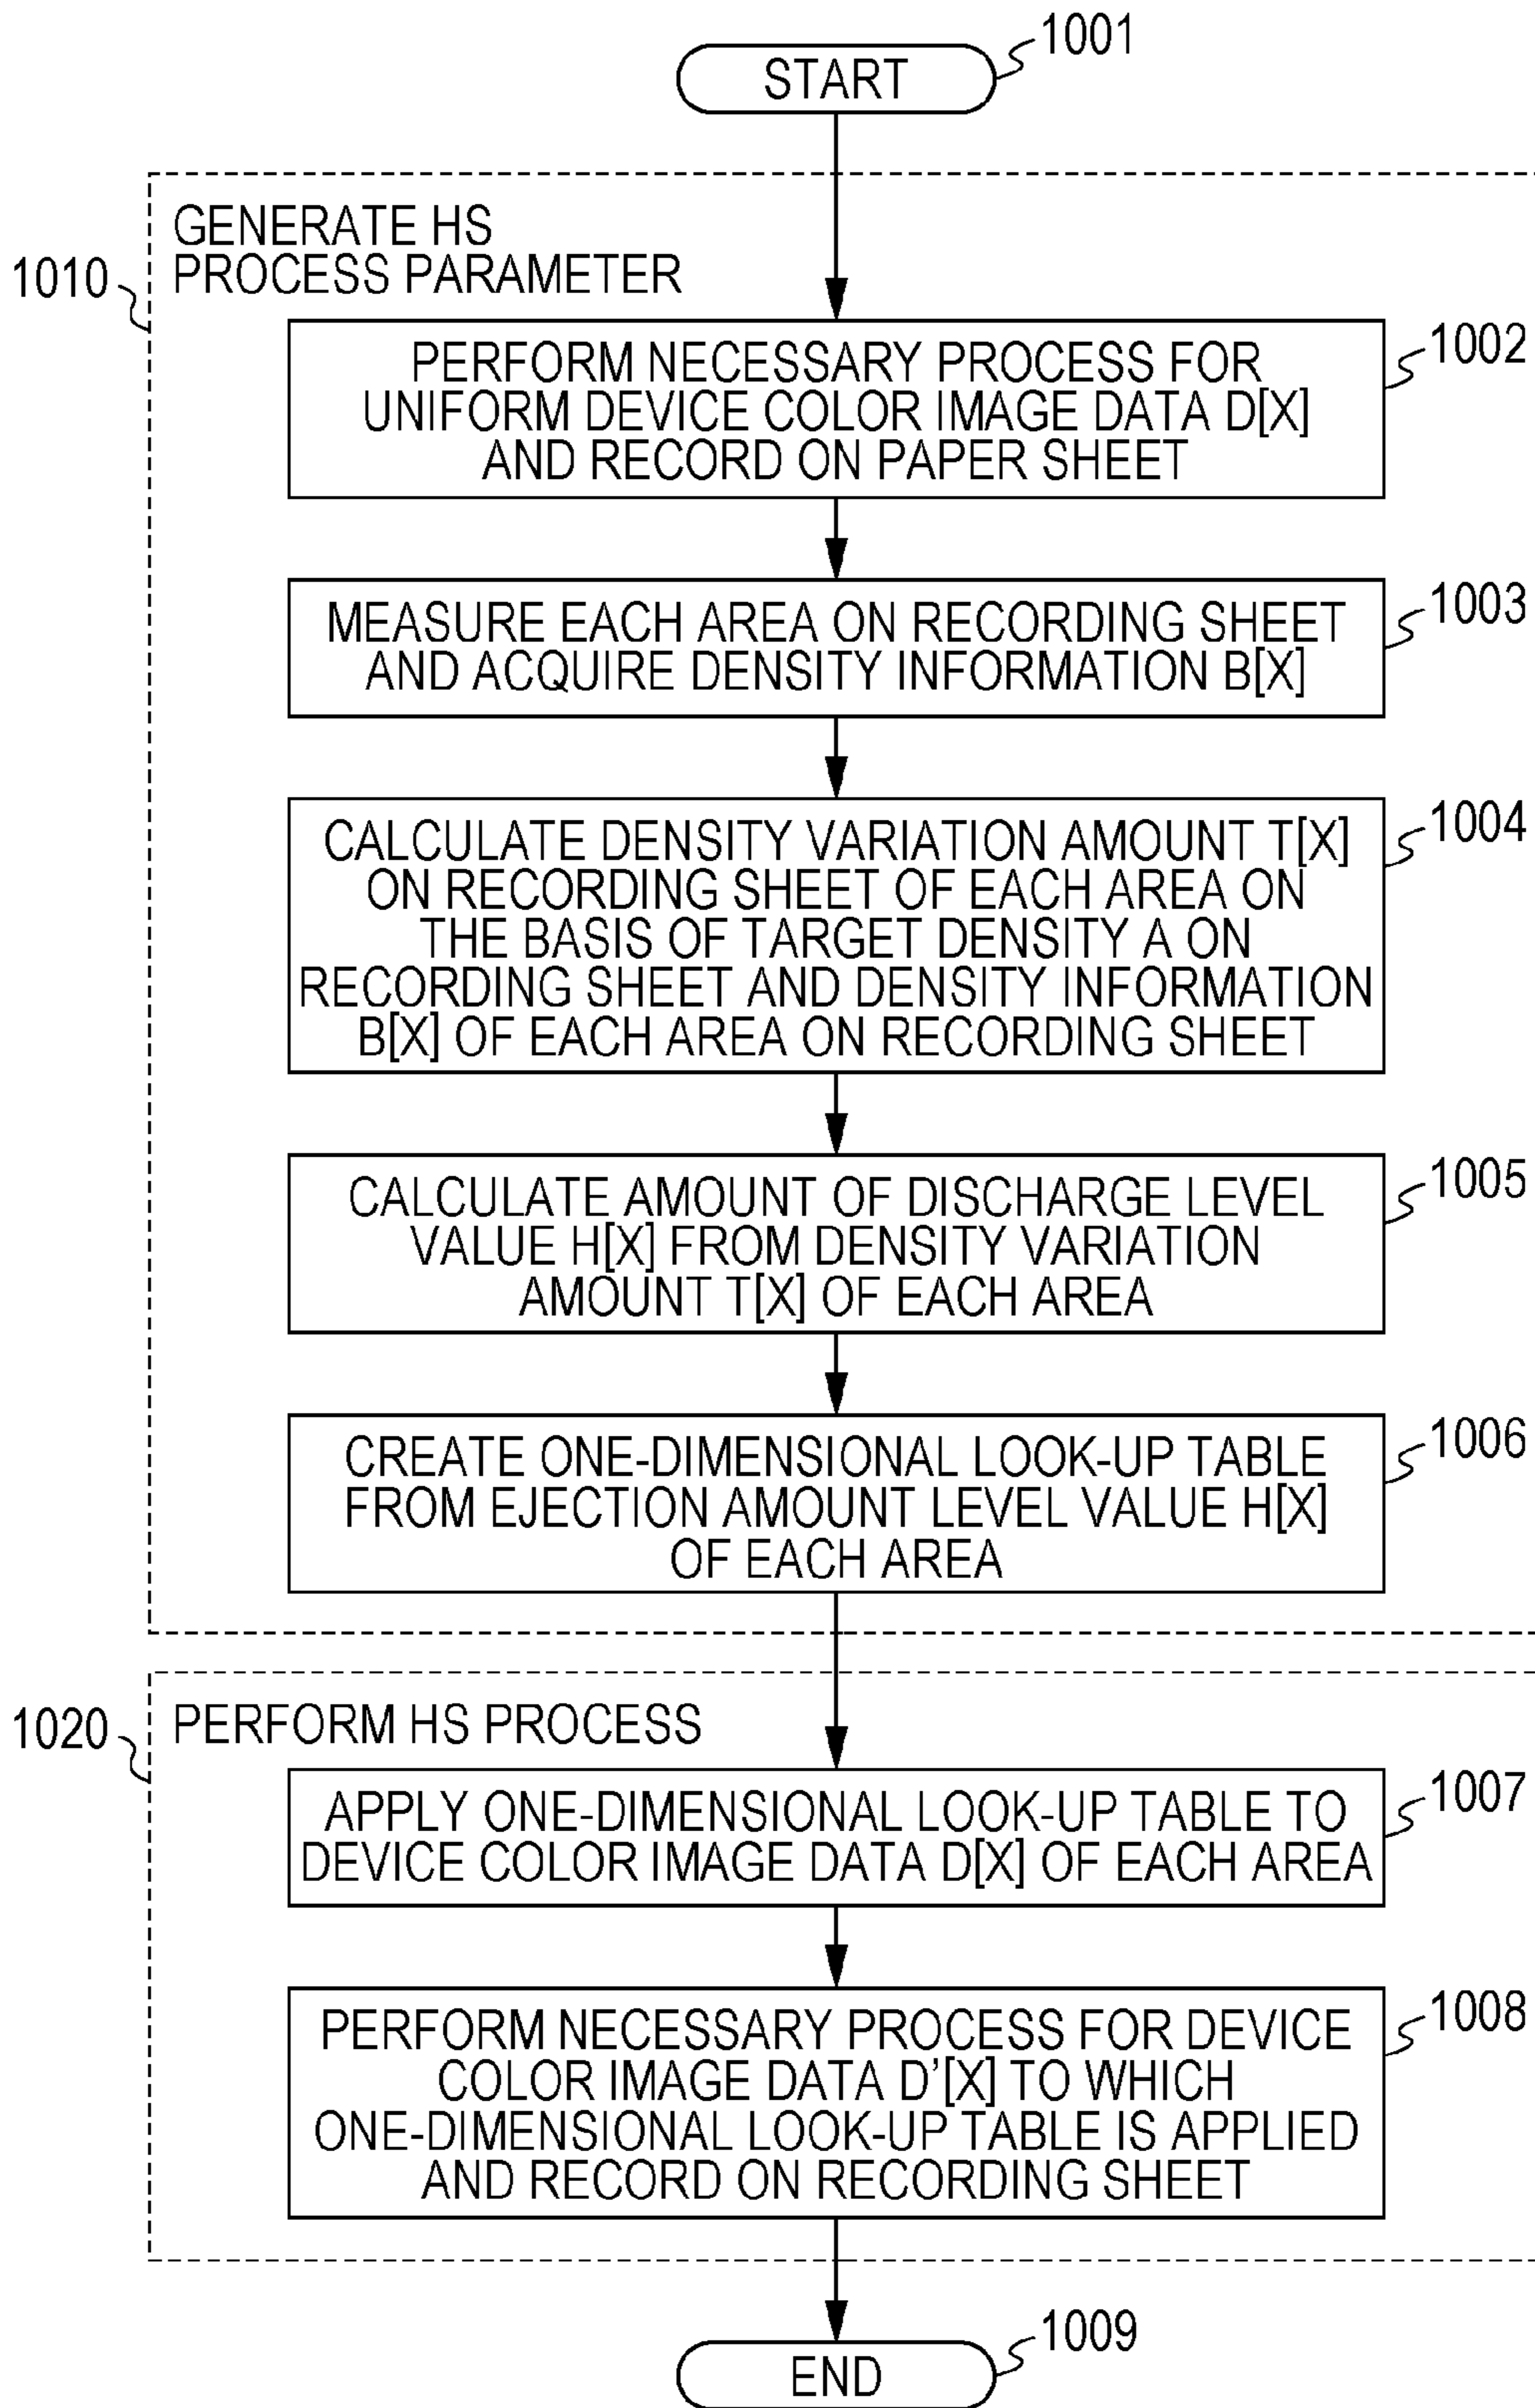 1001
START
GENERATE HS
PROCESS PARAMETER
1010
1002
PERFORM NECESSARY PROCESS FOR
UNIFORM DEVICE COLOR IMAGE DATA D[X]
AND RECORD ON PAPER SHEET
1003
MEASURE EACH AREA ON RECORDING SHEET
AND ACQUIRE DENSITY INFORMATION B[X]
1004
CALCULATE DENSITY VARIATION AMOUNT T[X]
ON RECORDING SHEET OF EACH AREA ON
THE BASIS OF TARGET DENSITY A ON
RECORDING SHEET AND DENSITY INFORMATION
B[X] OF EACH AREA ON RECORDING SHEET
1005
CALCULATE AMOUNT OF DISCHARGE LEVEL
VALUE H[X] FROM DENSITY VARIATION
AMOUNT T[X] OF EACH AREA
1006
CREATE ONE-DIMENSIONAL LOOK-UP TABLE
FROM EJECTION AMOUNT LEVEL VALUE H[X]
OF EACH AREA
1020
PERFORM HS PROCESS
1007
APPLY ONE-DIMENSIONAL LOOK-UP TABLE TO
DEVICE COLOR IMAGE DATA D[X] OF EACH AREA
1008
PERFORM NECESSARY PROCESS FOR DEVICE
COLOR IMAGE DATA D’[X] TO WHICH
ONE-DIMENSIONAL LOOK-UP TABLE IS APPLIED
AND RECORD ON RECORDING SHEET
1009
END